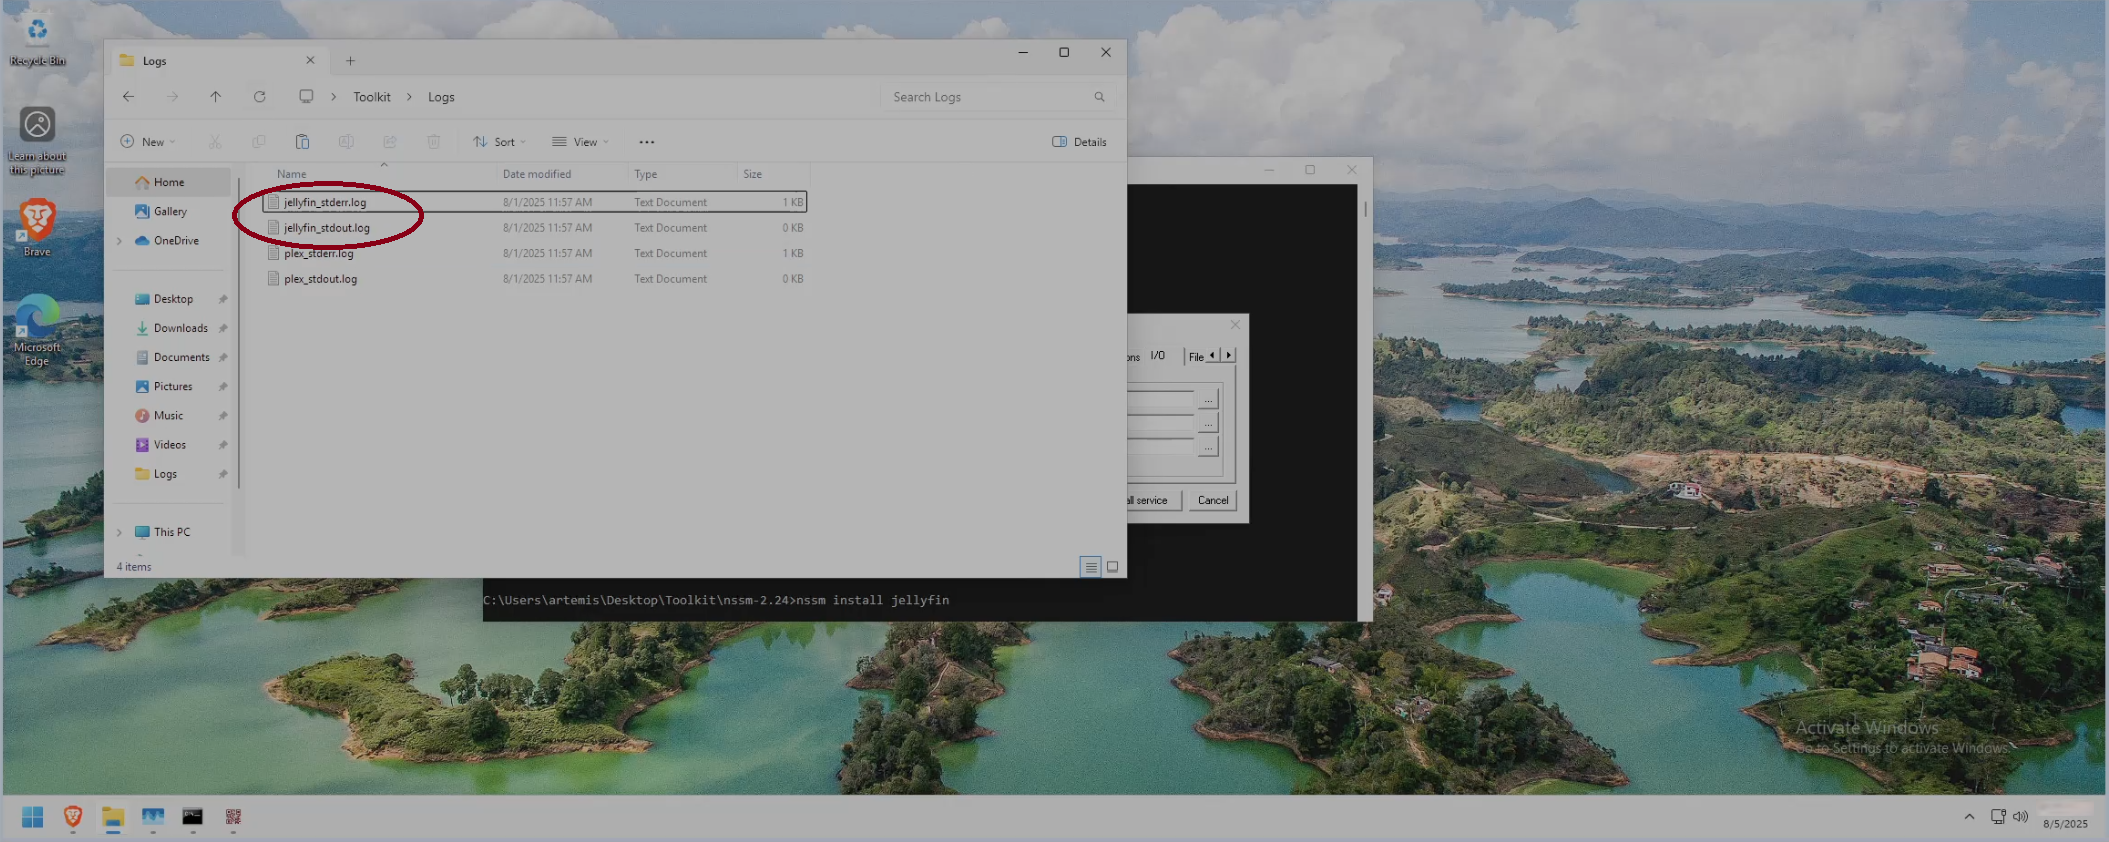 Recycle Bin
Learn about
this picture
Brave
Microsoft
Edge
Logs
Toolkit > Logs
Search Logs
New
Sort
View
Details
Name Date modified Type Size
jellyfin_stderr.log 8/1/2025 11:57 AM Text Document 1 KB
jellyfin_stdout.log 8/1/2025 11:57 AM Text Document 0 KB
plex_stderr.log 8/1/2025 11:57 AM Text Document 1 KB
plex_stdout.log 8/1/2025 11:57 AM Text Document 0 KB
Home
Gallery
OneDrive
Desktop
Downloads
Documents
Pictures
Music
Videos
Logs
This PC
4 items
ons I/O File
...
...
...
all service Cancel
C:\Users\artemis\Desktop\Toolkit\nssm-2.24>nssm install jellyfin
Activate Windows
Go to Settings to activate Windows.
8/5/2025